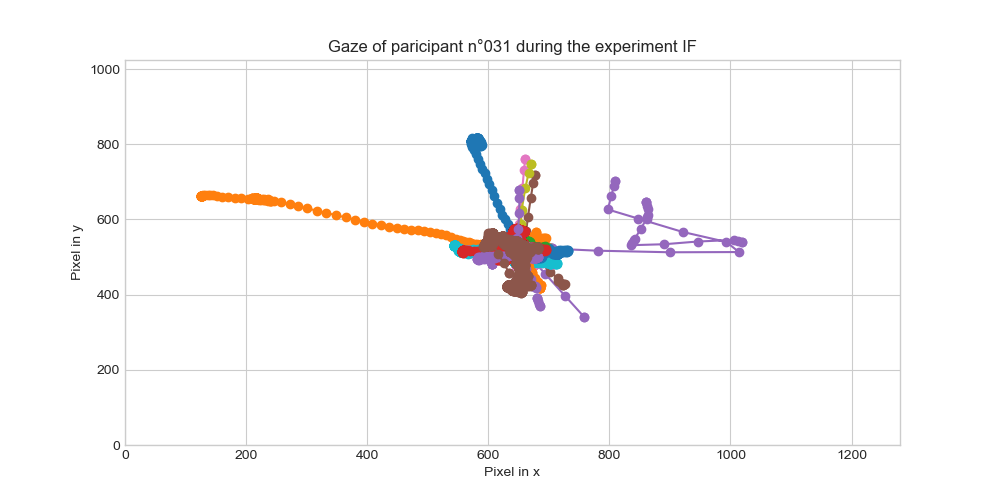 Gaze of paricipant n°031 during the experiment IF
1000
800
600
400
200
0
Pixel in y
0 200 400 600 800 1000 1200
Pixel in x